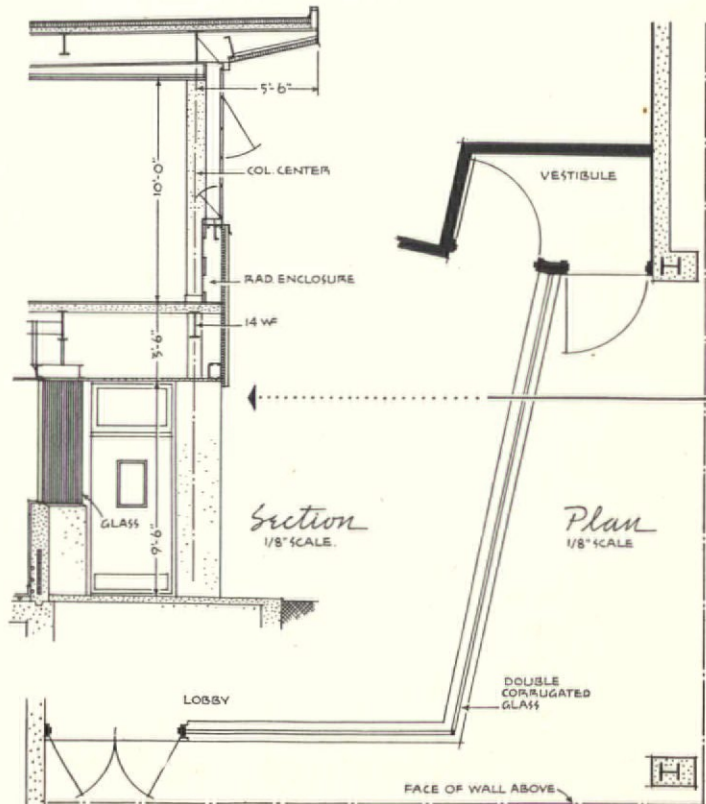 5'-6"
10'-0"
COL. CENTER
VESTIBULE
RAD. ENCLOSURE
14 WF
3'-6"
GLASS
9'-6"
Section
1/8" SCALE.
Plan
1/8" SCALE
LOBBY
DOUBLE
CORRUGATED
GLASS
FACE OF WALL ABOVE